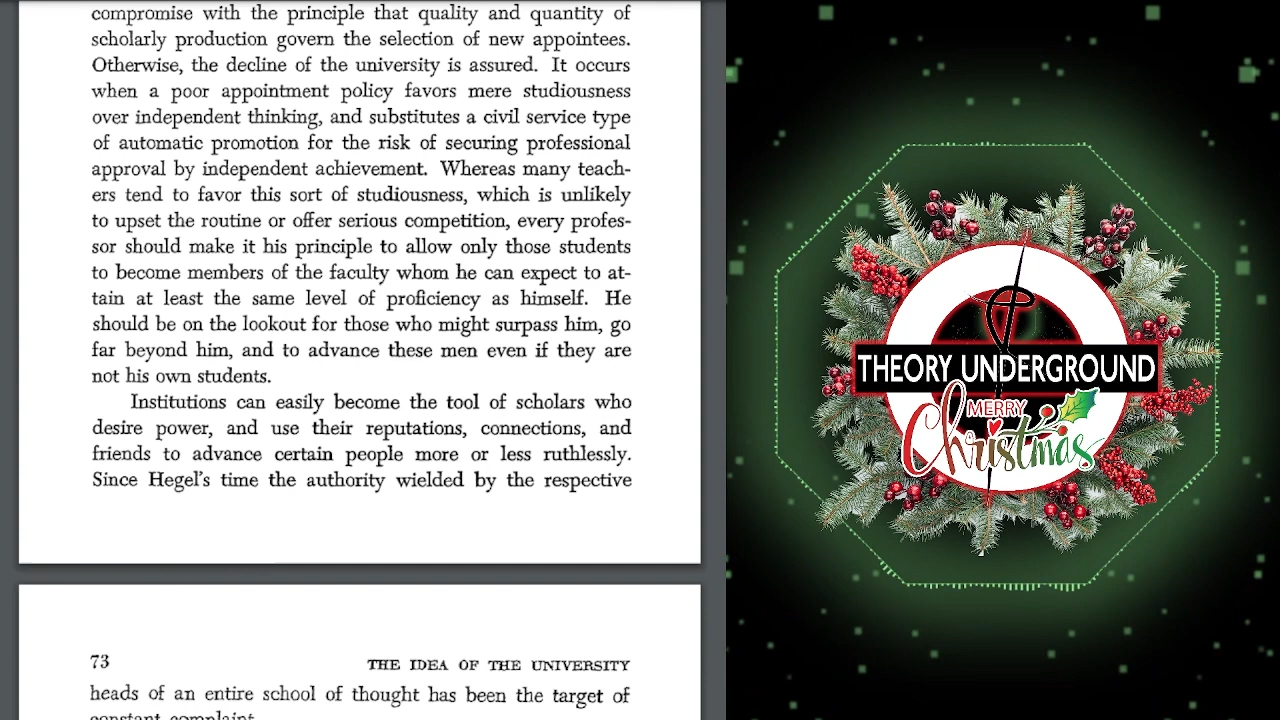 compromise with the principle that quality and quantity of
scholarly production govern the selection of new appointees.
Otherwise, the decline of the university is assured. It occurs
when a poor appointment policy favors mere studiousness
over independent thinking, and substitutes a civil service type
of automatic promotion for the risk of securing professional
approval by independent achievement. Whereas many teach-
ers tend to favor this sort of studiousness, which is unlikely
to upset the routine or offer serious competition, every profes-
sor should make it his principle to allow only those students
to become members of the faculty whom he can expect to at-
tain at least the same level of proficiency as himself. He
should be on the lookout for those who might surpass him, go
far beyond him, and to advance these men even if they are
not his own students.
Institutions can easily become the tool of scholars who
desire power, and use their reputations, connections, and
friends to advance certain people more or less ruthlessly.
Since Hegel's time the authority wielded by the respective
73 THE IDEA OF THE UNIVERSITY
heads of an entire school of thought has been the target of
constant complaint.
THEORY UNDERGROUND
MERRY
Christmas